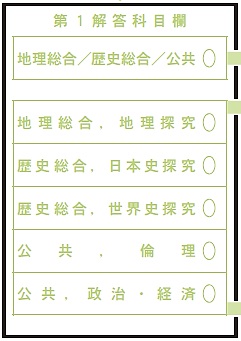 第1解答科目欄
地理総合／歴史総合／公共
地理総合，地理探究
歴史総合，日本史探究
歴史総合，世界史探究
公共，倫理
公共，政治・経済